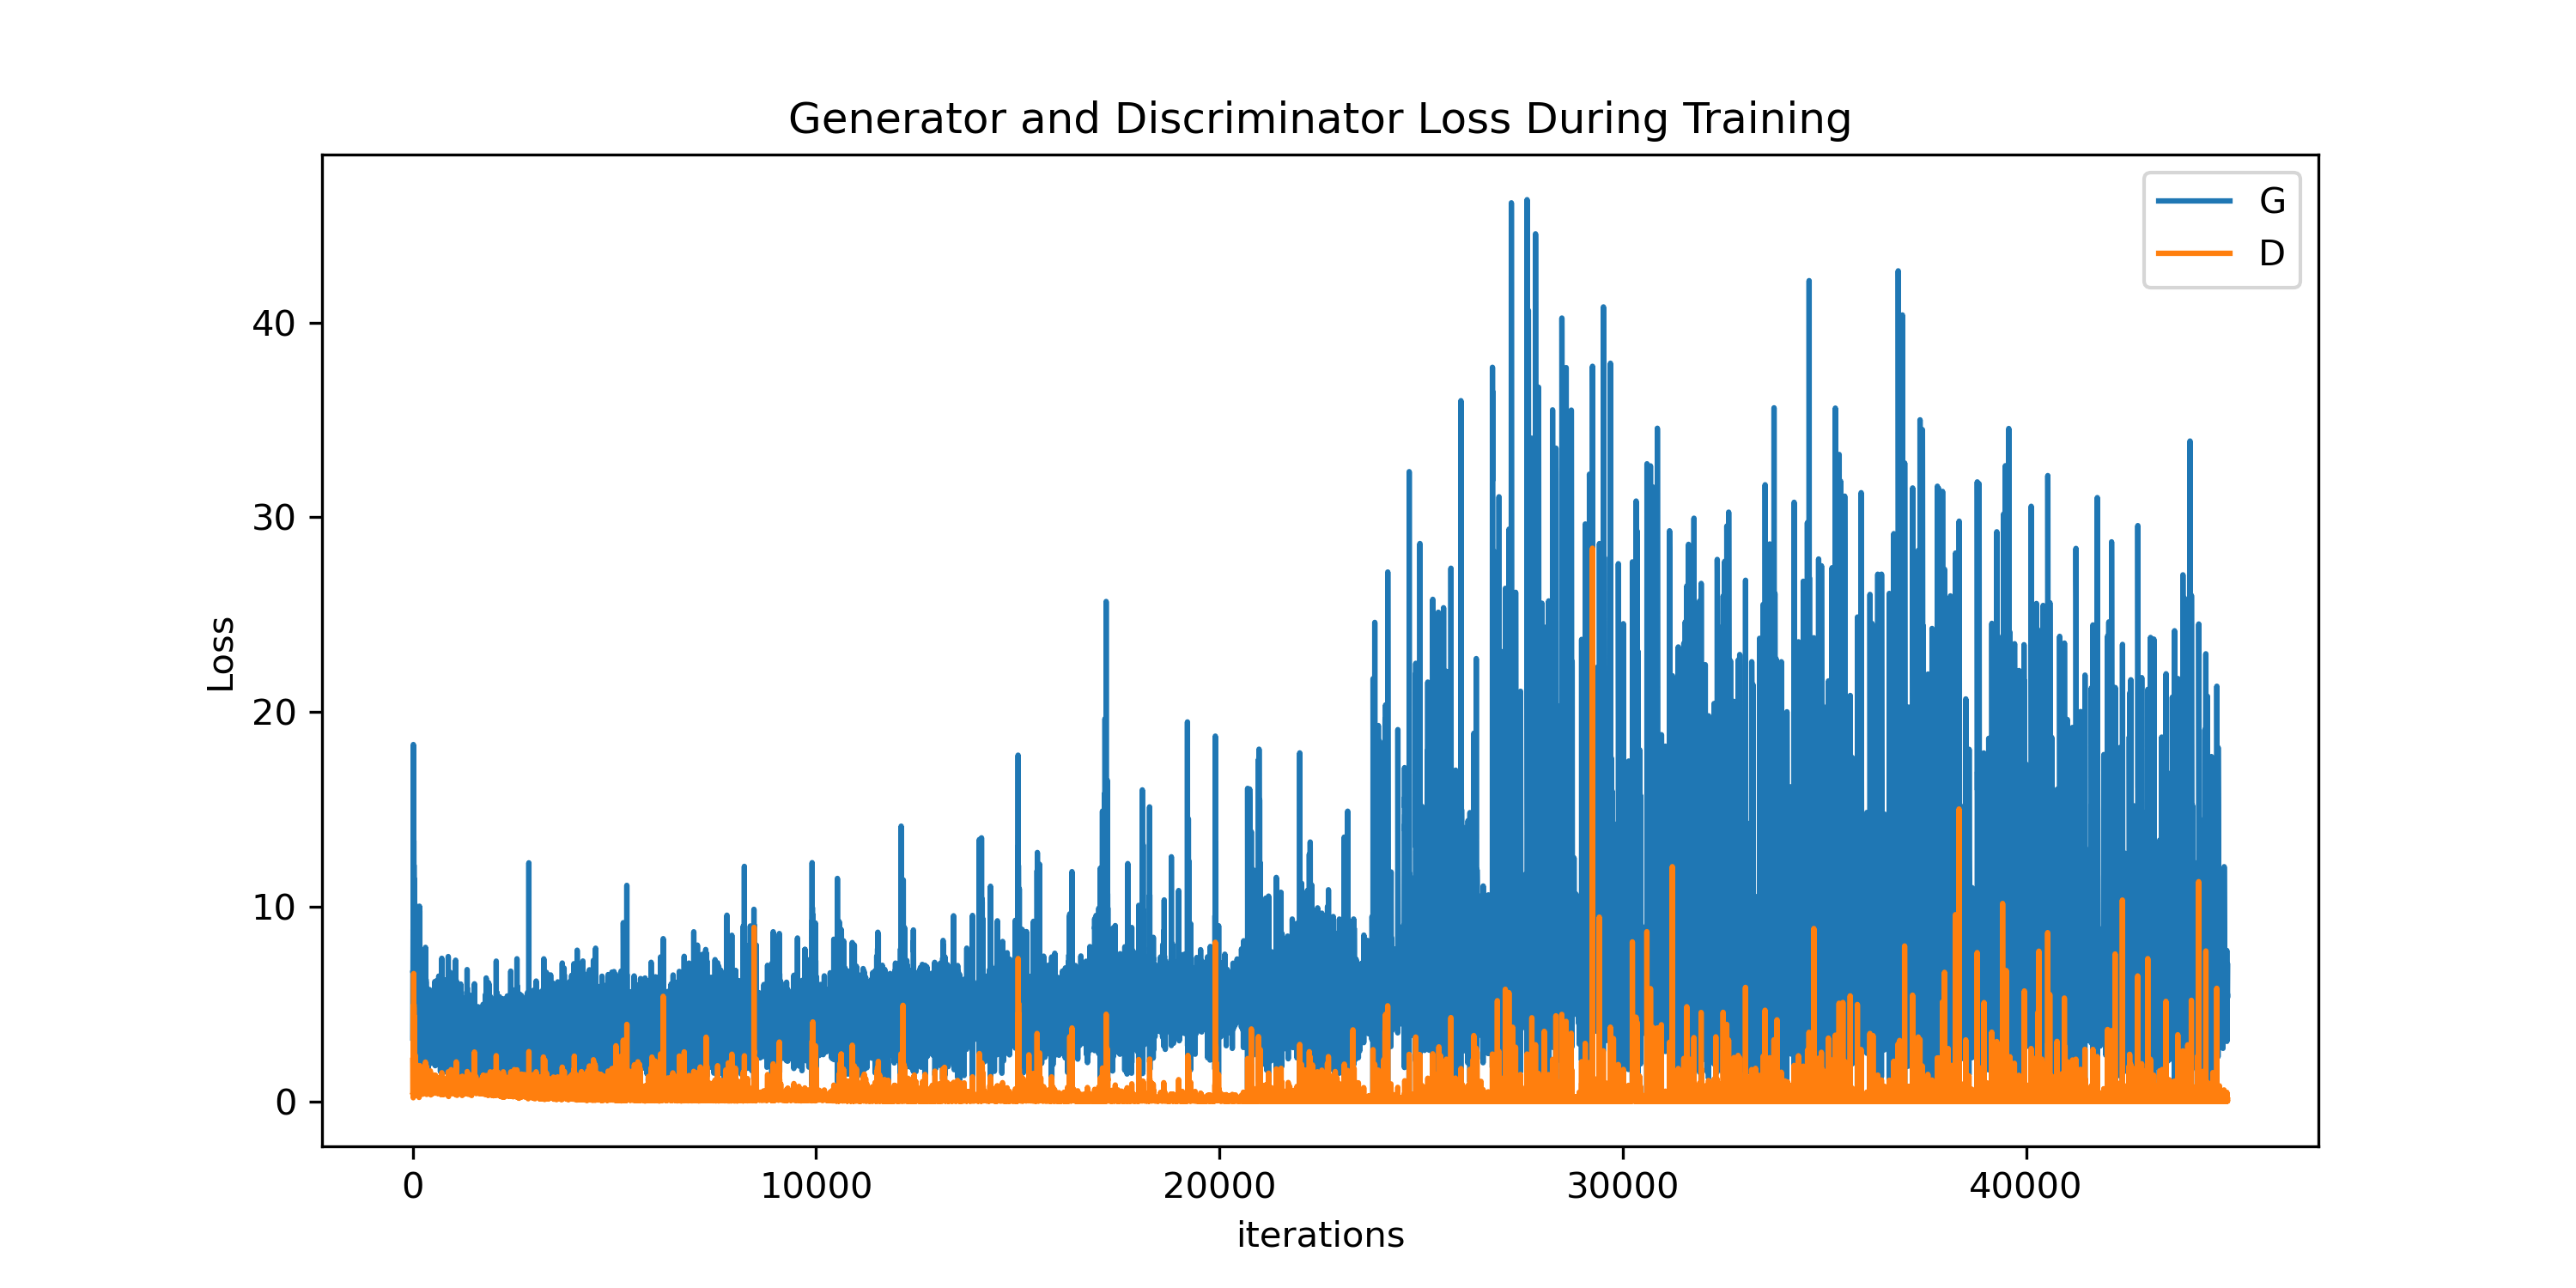 Generator and Discriminator Loss During Training
G
D
40
30
20
10
0
Loss
0 10000 20000 30000 40000
iterations